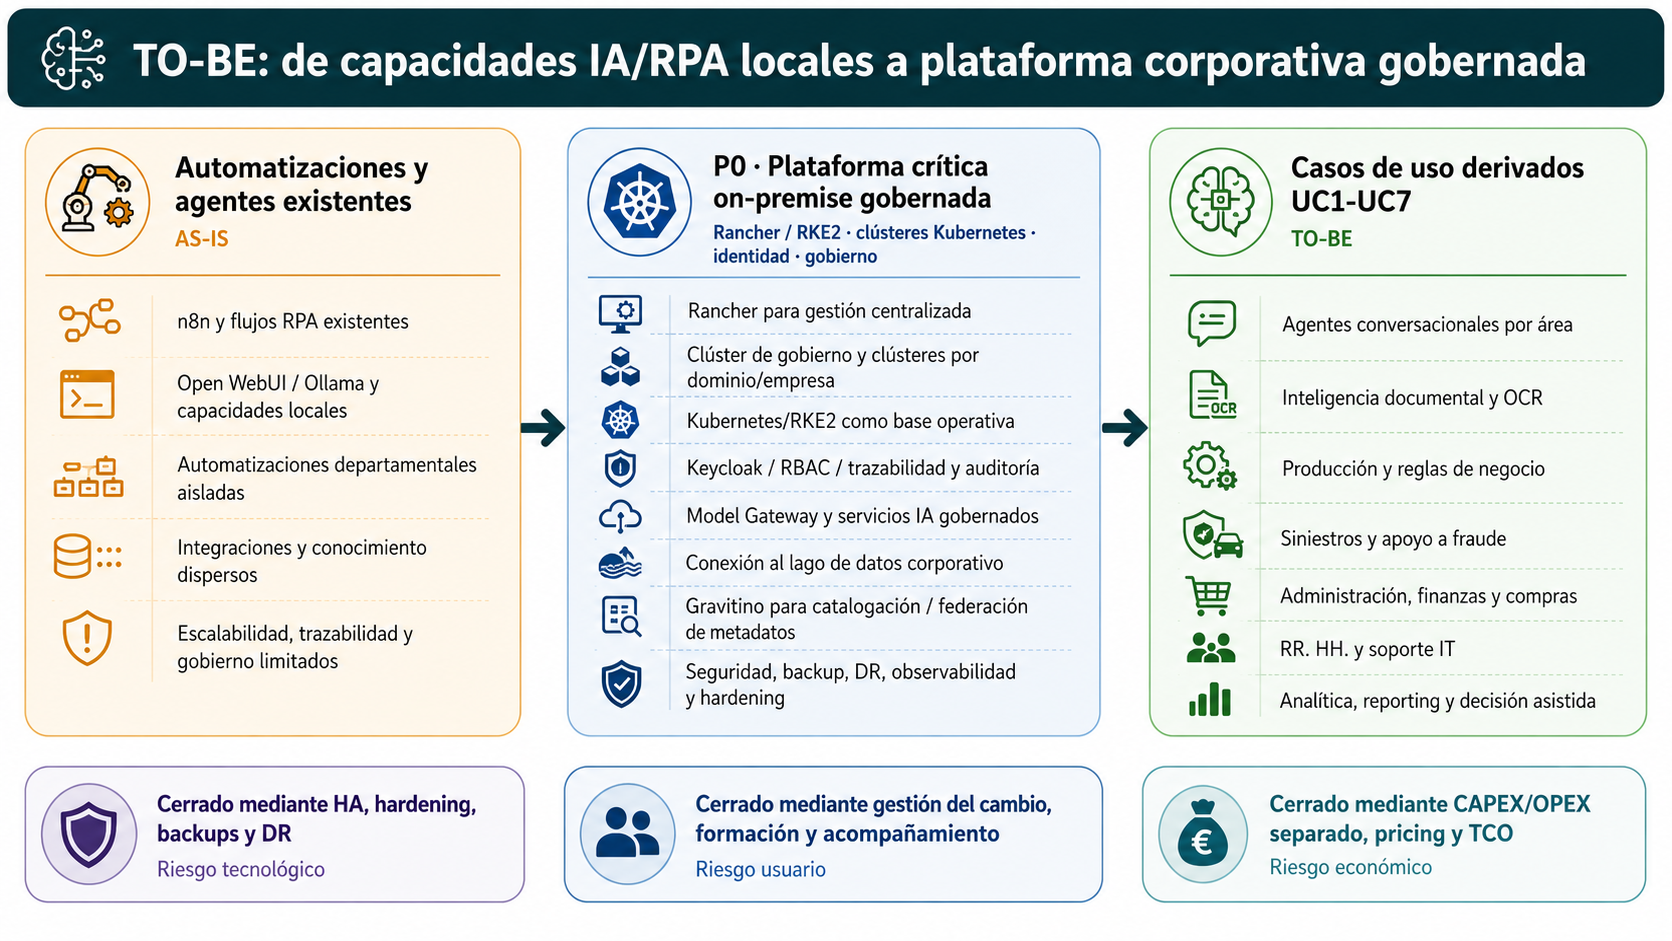 TO-BE: de capacidades IA/RPA locales a plataforma corporativa gobernada
Automatizaciones y
agentes existentes
AS-IS
n8n y flujos RPA existentes
Open WebUI / Ollama y
capacidades locales
Automatizaciones departamentales
aisladas
Integraciones y conocimiento
dispersos
Escalabilidad, trazabilidad y
gobierno limitados
P0 · Plataforma crítica
on-premise gobernada
Rancher / RKE2 · clústeres Kubernetes ·
identidad · gobierno
Rancher para gestión centralizada
Clúster de gobierno y clústeres por
dominio/empresa
Kubernetes/RKE2 como base operativa
Keycloak / RBAC / trazabilidad y auditoría
Model Gateway y servicios IA gobernados
Conexión al lago de datos corporativo
Gravitino para catalogación / federación
de metadatos
Seguridad, backup, DR, observabilidad
y hardening
Casos de uso derivados
UC1-UC7
TO-BE
Agentes conversacionales por área
OCR
Inteligencia documental y OCR
Producción y reglas de negocio
Siniestros y apoyo a fraude
Administración, finanzas y compras
RR. HH. y soporte IT
Analítica, reporting y decisión asistida
Cerrado mediante HA, hardening,
backups y DR
Riesgo tecnológico
Cerrado mediante gestión del cambio,
formación y acompañamiento
Riesgo usuario
€
Cerrado mediante CAPEX/OPEX
separado, pricing y TCO
Riesgo económico